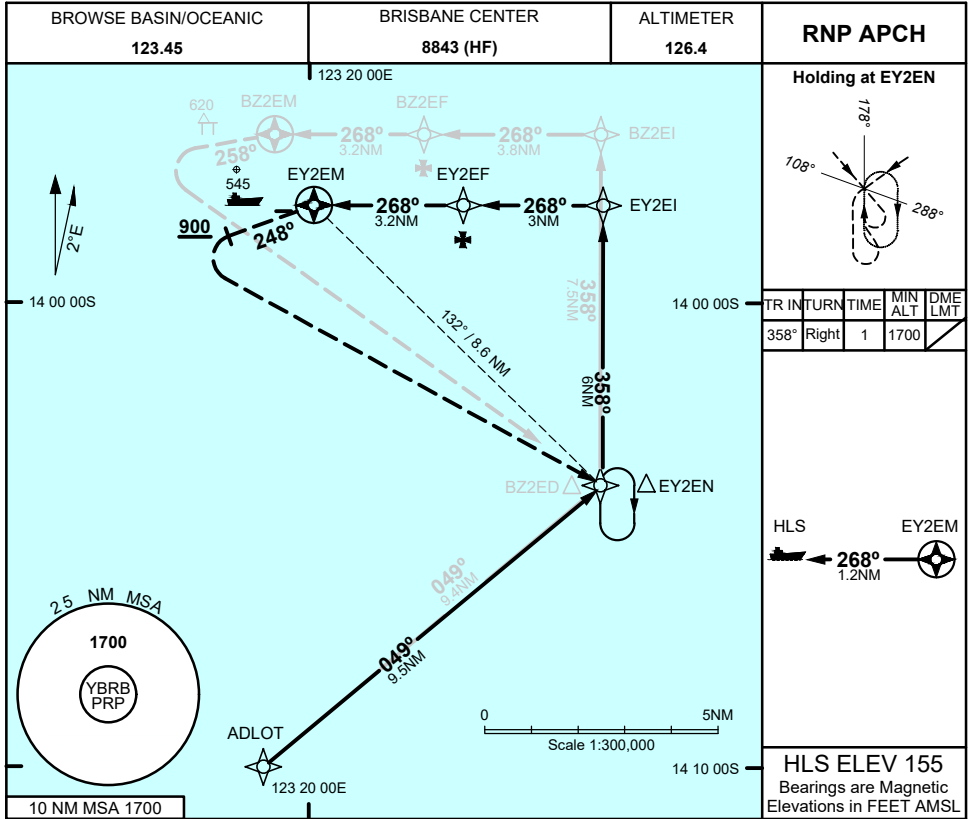 BROWSE BASIN/OCEANIC
123.45
BRISBANE CENTER
8843 (HF)
ALTIMETER
126.4
RNP APCH
123 20 00E
620
BZ2EM
BZ2EF
BZ2EI
268º
3.2NM
268º
3.8NM
258º
545
EY2EM
EY2EF
EY2EI
268º
3.2NM
268º
3NM
900
248º
2°E
14 00 00S
14 00 00S
358º
7.5NM
132° / 8.6 NM
358º
6NM
BZ2ED
EY2EN
049º
9.4NM
049º
9.5NM
25 NM MSA
1700
YBRB
PRP
ADLOT
0
5NM
Scale 1:300,000
123 20 00E
14 10 00S
10 NM MSA 1700
Holding at EY2EN
178°
108°
288°
TR IN TURN TIME MIN ALT DME LMT
358° Right 1 1700
HLS
EY2EM
268º
1.2NM
HLS ELEV 155
Bearings are Magnetic
Elevations in FEET AMSL